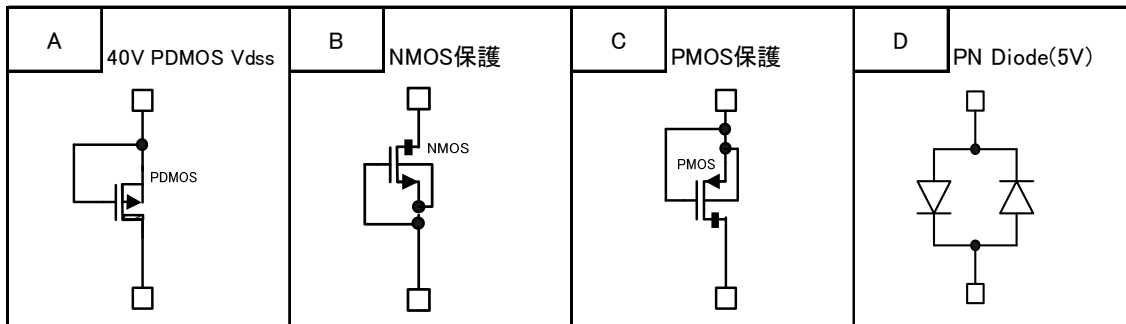 A
40V PDMOS Vdss
PDMOS
B
NMOS保護
NMOS
C
PMOS保護
PMOS
D
PN Diode(5V)